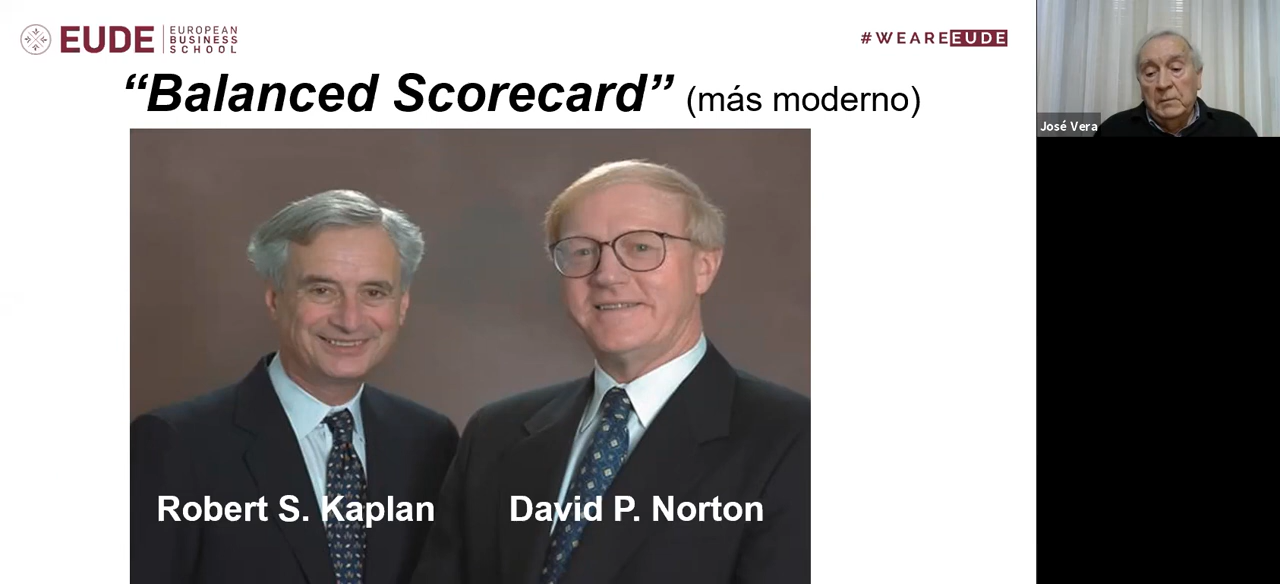 EUDE
EUROPEAN
BUSINESS
SCHOOL
#WEAREEUDE
“Balanced Scorecard” (más moderno)
José Vera
Robert S. Kaplan
David P. Norton